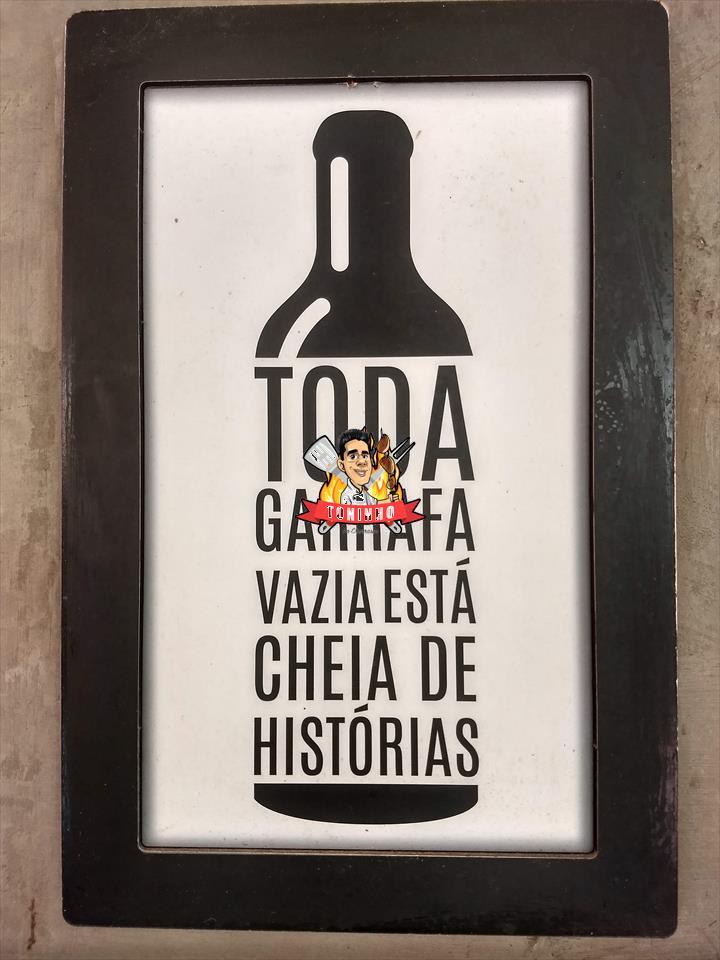 TODA
GARRAFA
VAZIA ESTÁ
CHEIA DE
HISTÓRIAS
TONINHO